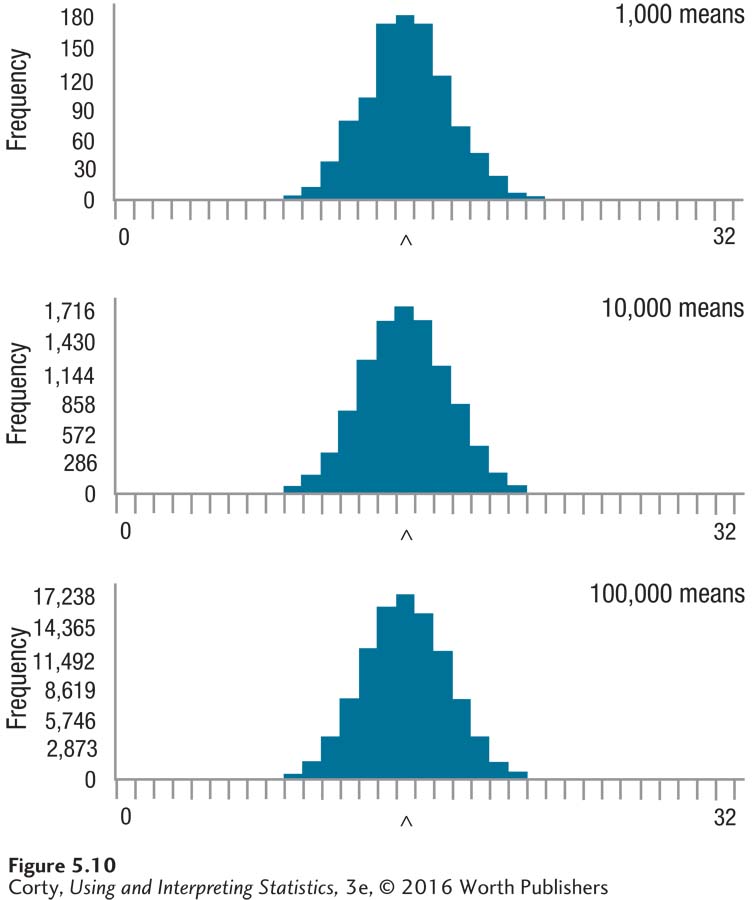 1,000 means
Frequency
180
150
120
90
60
30
0
0 ^ 32
10,000 means
Frequency
1,716
1,430
1,144
858
572
286
0
0 ^ 32
100,000 means
Frequency
17,238
14,365
11,492
8,619
5,746
2,873
0
0 ^ 32
Figure 5.10
Corty, Using and Interpreting Statistics, 3e, © 2016 Worth Publishers